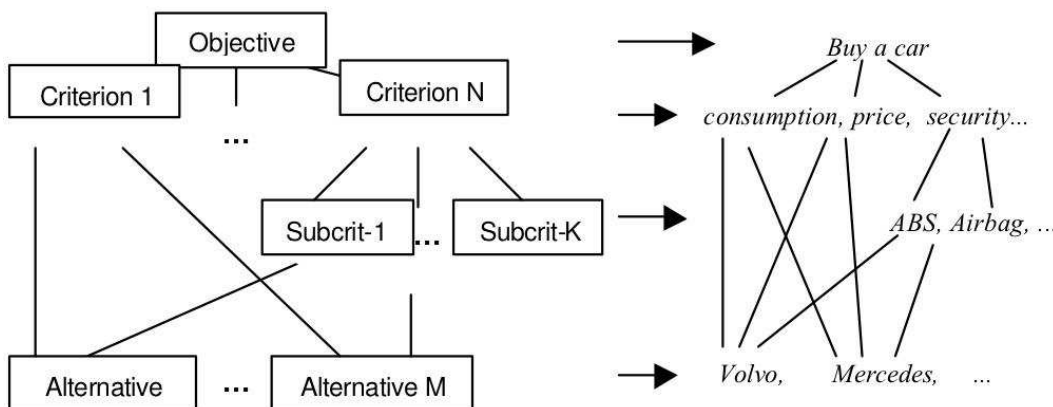 Objective
Buy a car
Criterion 1
Criterion N
...
consumption, price, security...
Subcrit-1
...
Subcrit-K
ABS, Airbag, ...
Alternative
...
Alternative M
Volvo, Mercedes, ...